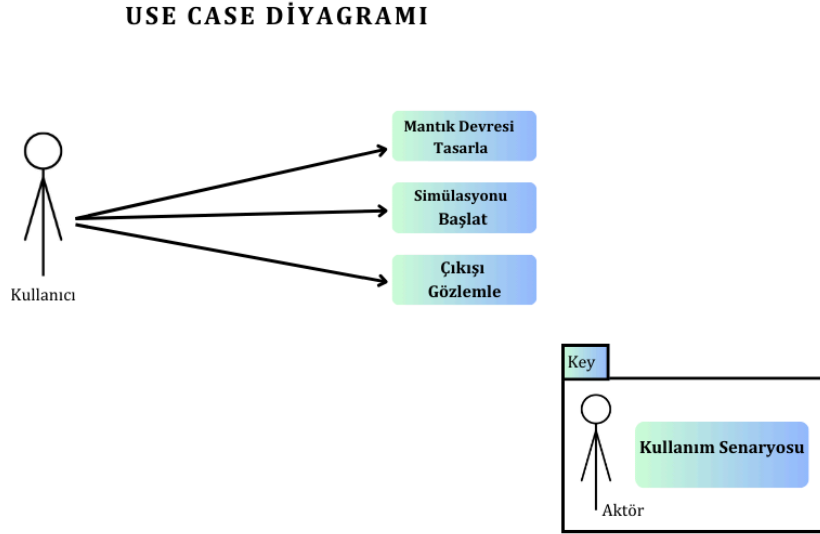 USE CASE DİYAGRAMI
Mantık Devresi
Tasarla
Simülasyonu
Başlat
Çıkışı
Gözlemle
Kullanıcı
Key
Kullanım Senaryosu
Aktör